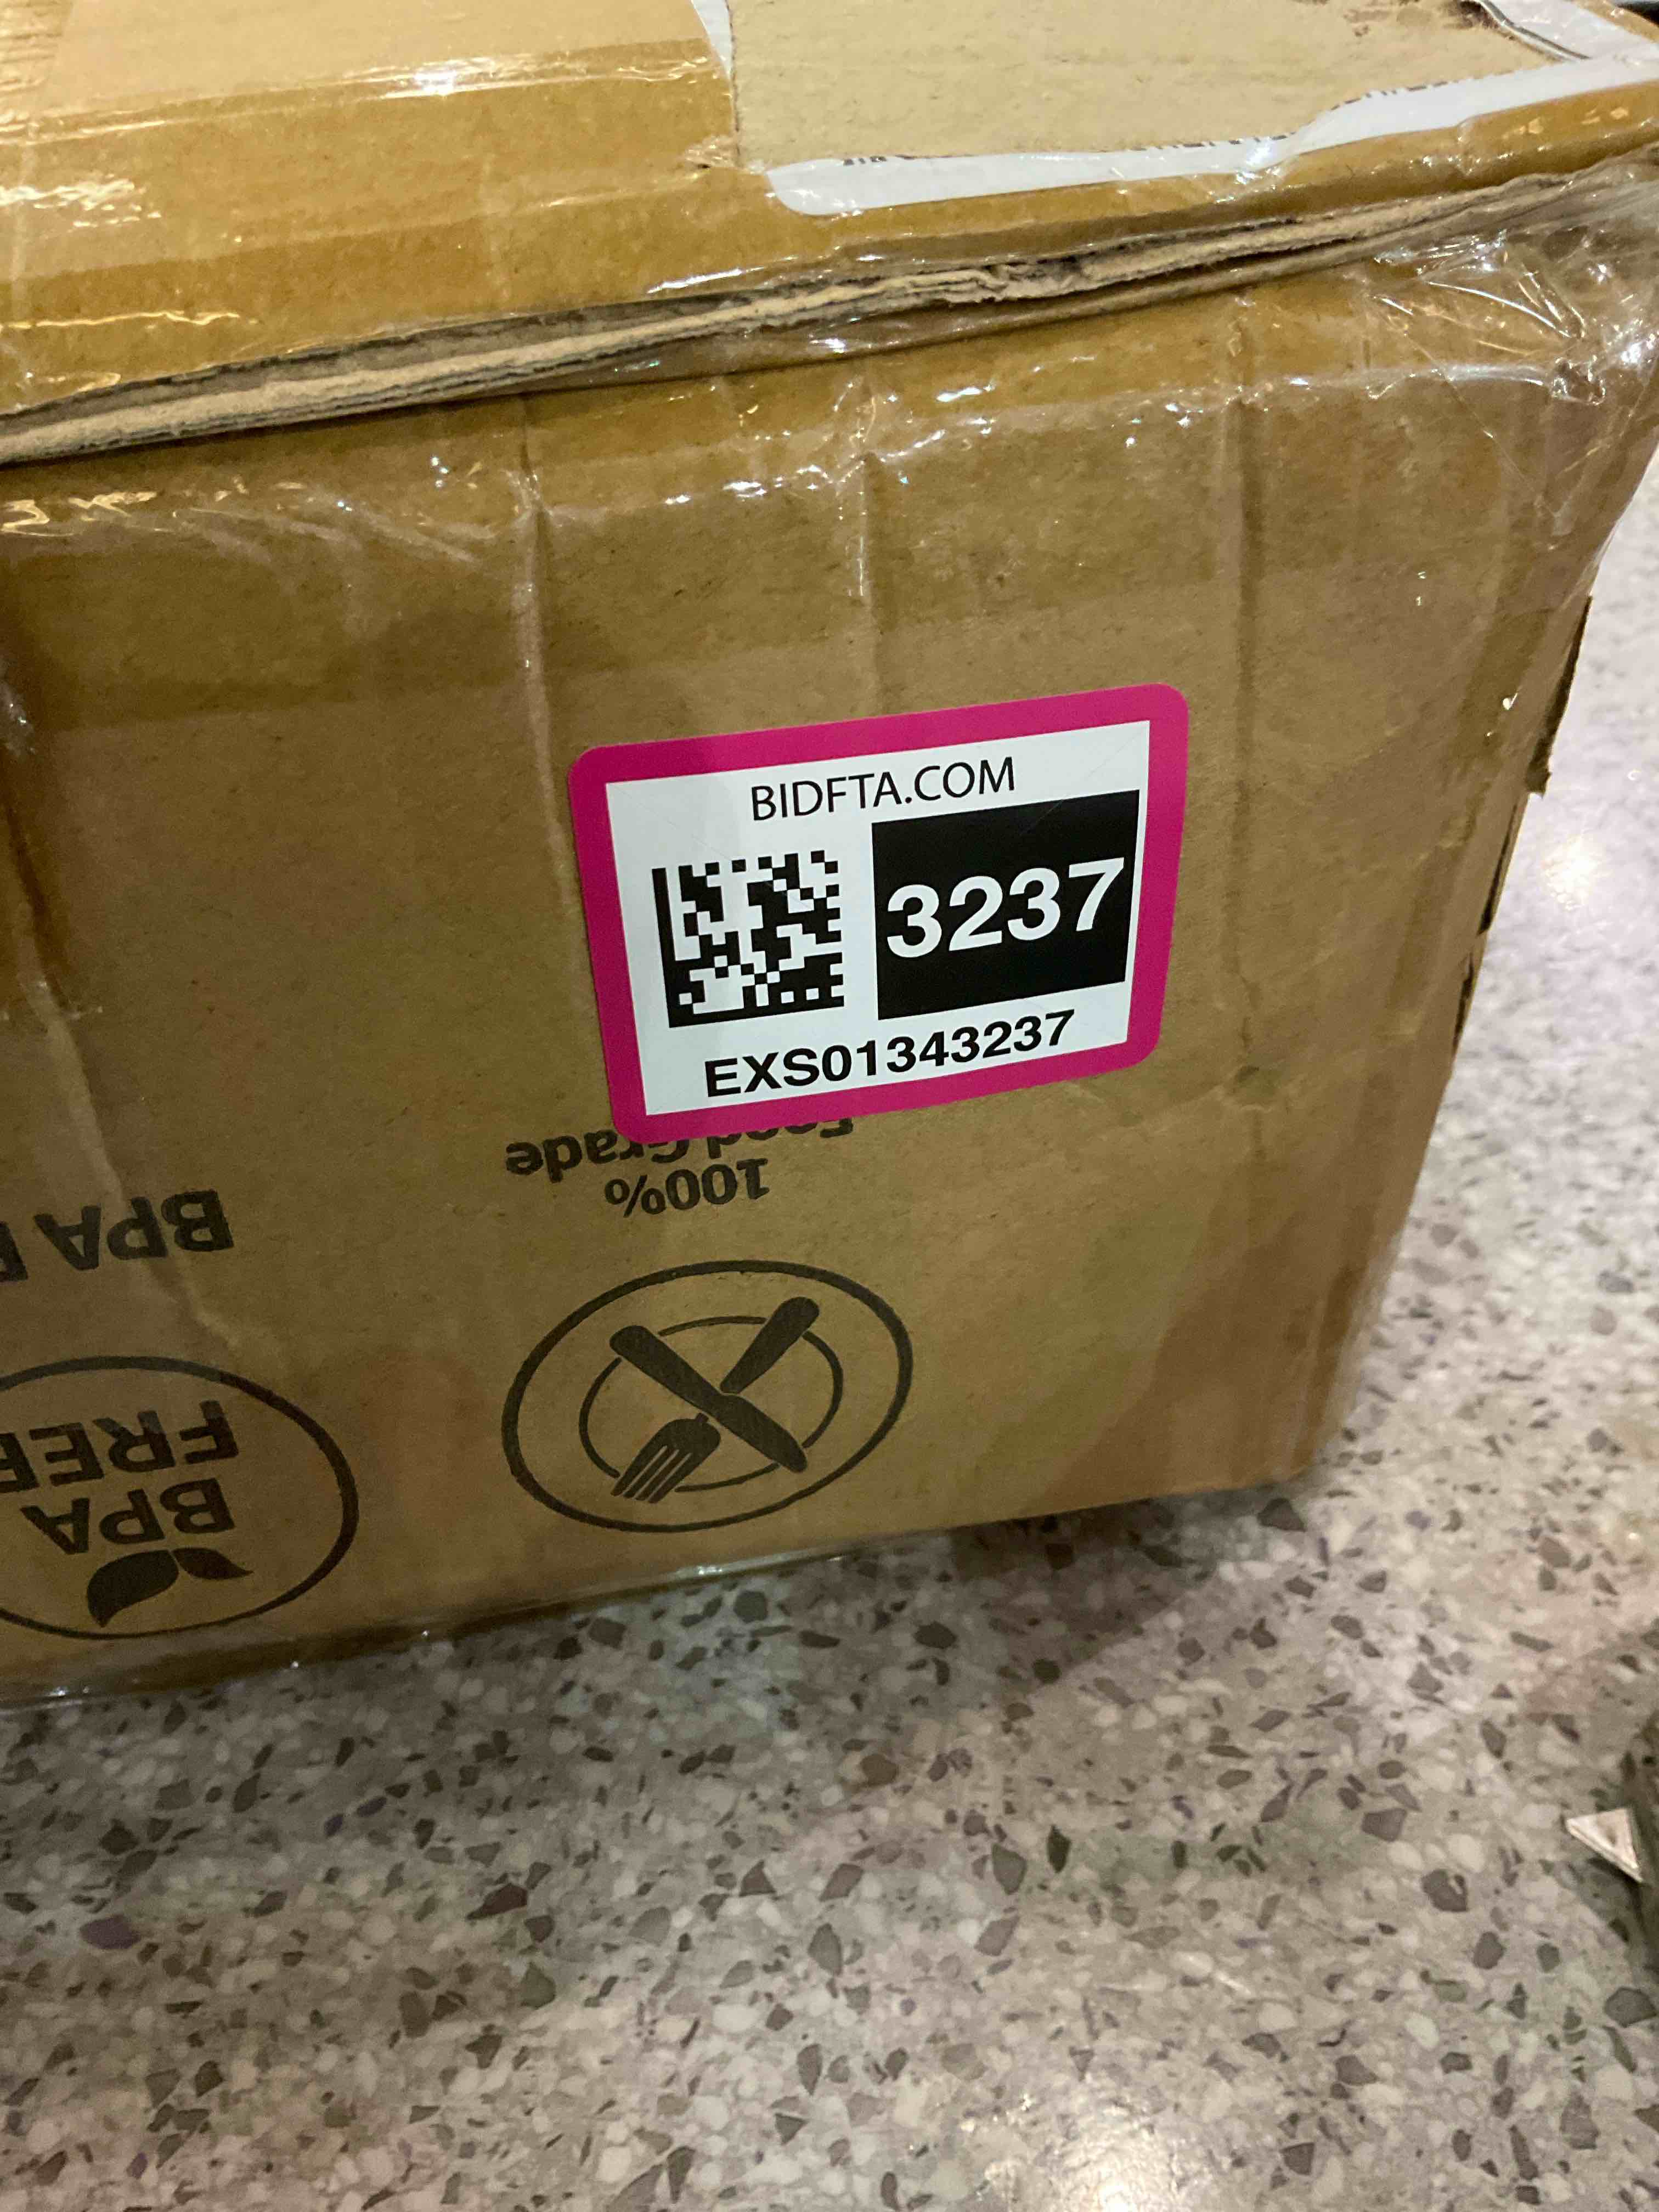 BIDFTA.COM
3237
EXS01343237
Food Grade
100%
BPA
FREE
BPA